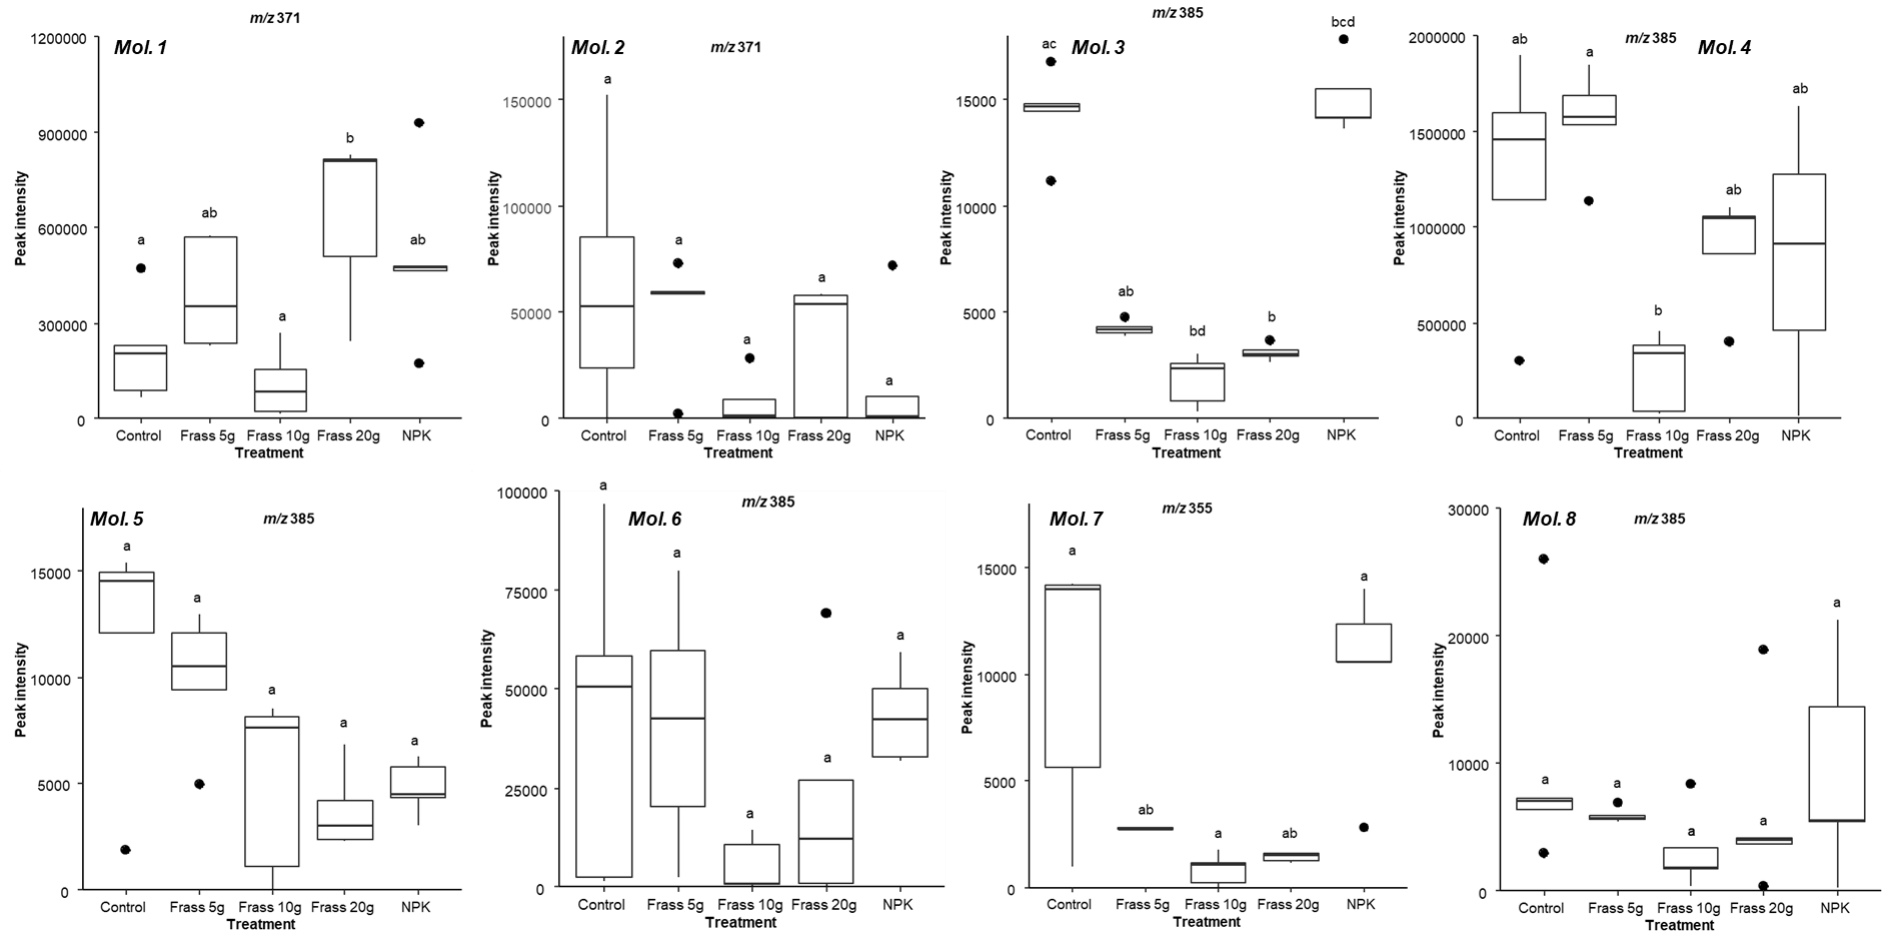 m/z 371
Mol. 1
1200000
900000
600000
300000
0
Peak intensity
a
ab
a
b
ab
Control
Frass 5g
Frass 10g
Frass 20g
NPK
Treatment
Mol. 2
m/z 371
150000
100000
50000
0
Peak intensity
a
a
a
a
a
Control
Frass 5g
Frass 10g
Frass 20g
NPK
Treatment
m/z 385
Mol. 3
15000
10000
5000
0
Peak intensity
ac
ab
bd
b
bcd
Control
Frass 5g
Frass 10g
Frass 20g
NPK
Treatment
m/z 385
Mol. 4
2000000
1500000
1000000
500000
0
Peak intensity
ab
a
b
ab
ab
Control
Frass 5g
Frass 10g
Frass 20g
NPK
Treatment
Mol. 5
m/z 385
15000
10000
5000
0
Peak intensity
a
a
a
a
a
Control
Frass 5g
Frass 10g
Frass 20g
NPK
Treatment
Mol. 6
m/z 385
100000
75000
50000
25000
0
Peak intensity
a
a
a
a
a
Control
Frass 5g
Frass 10g
Frass 20g
NPK
Treatment
Mol. 7
m/z 355
15000
10000
5000
0
Peak intensity
a
ab
a
ab
a
Control
Frass 5g
Frass 10g
Frass 20g
NPK
Treatment
Mol. 8
m/z 385
30000
20000
10000
0
Peak intensity
a
a
a
a
a
Control
Frass 5g
Frass 10g
Frass 20g
NPK
Treatment